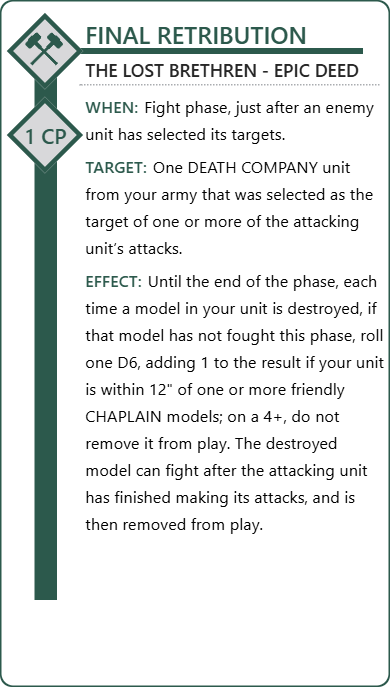 FINAL RETRIBUTION
THE LOST BRETHREN - EPIC DEED
WHEN: Fight phase, just after an enemy
1 CP
unit has selected its targets.
TARGET: One DEATH COMPANY unit
from your army that was selected as the
target of one or more of the attacking
unit's attacks.
EFFECT: Until the end of the phase, each
time a model in your unit is destroyed, if
that model has not fought this phase, roll
one D6, adding 1 to the result if your unit
is within 12" of one or more friendly
CHAPLAIN models; on a 4+, do not
remove it from play. The destroyed
model can fight after the attacking unit
has finished making its attacks, and is
then removed from play.